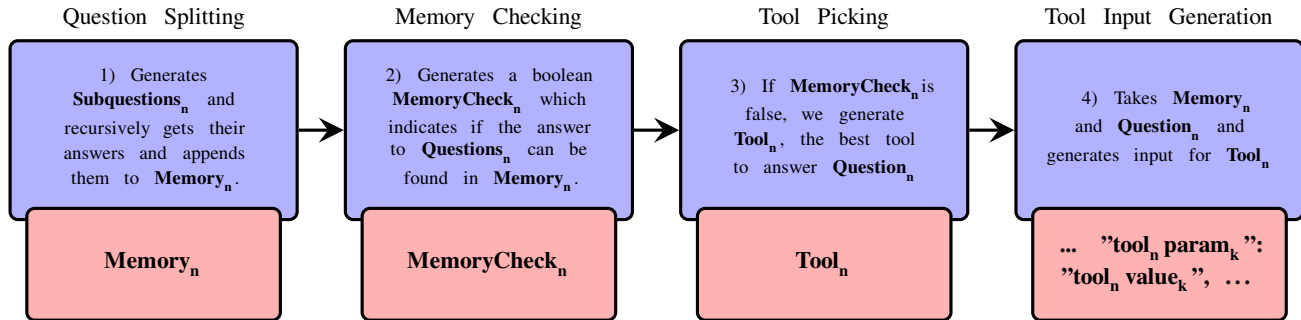 Question Splitting
1) Generates
Subquestionsₙ and
recursively gets their
answers and appends
them to Memoryₙ.
Memoryₙ
Memory Checking
2) Generates a boolean
MemoryCheckₙ which
indicates if the answer
to Questionsₙ can be
found in Memoryₙ.
MemoryCheckₙ
Tool Picking
3) If MemoryCheckₙ is
false, we generate
Toolₙ, the best tool
to answer Questionₙ
Toolₙ
Tool Input Generation
4) Takes Memoryₙ
and Questionₙ and
generates input for Toolₙ
... ”toolₙ paramₖ”:
”toolₙ valueₖ”, ...